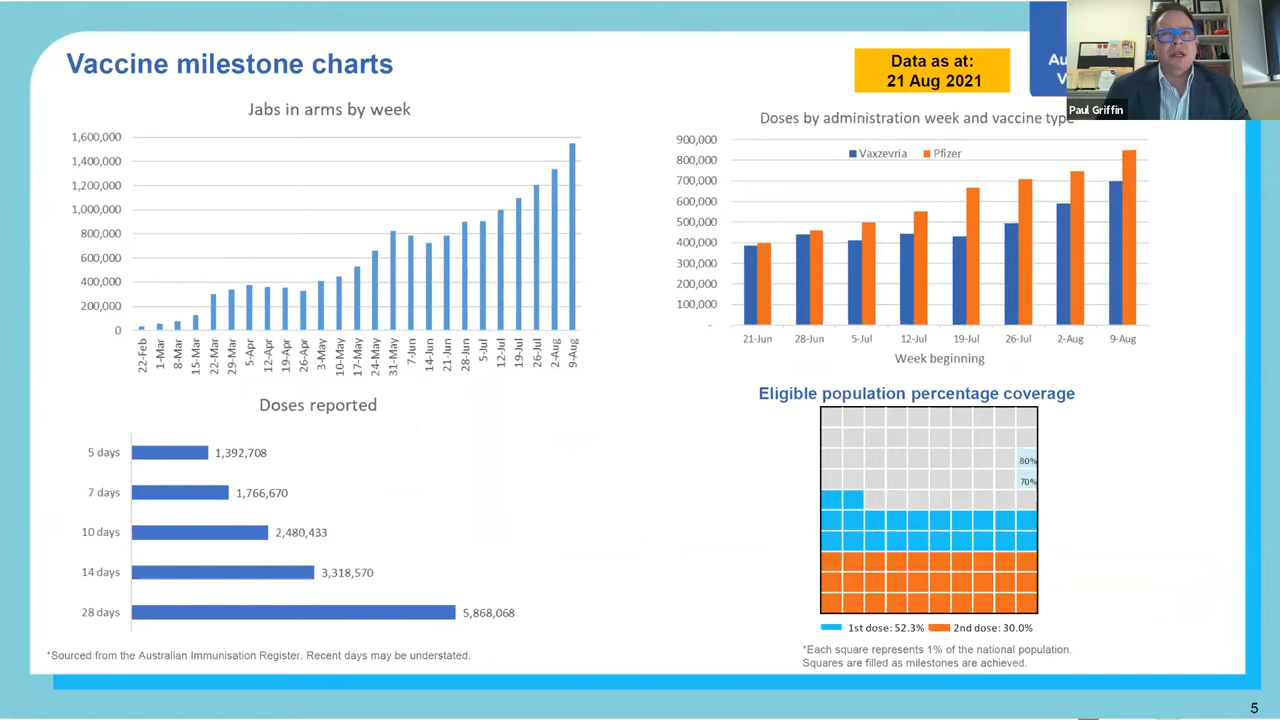 Vaccine milestone charts
Data as at:
21 Aug 2021
Au
V
Paul Griffin
Jabs in arms by week
1,600,000
1,400,000
1,200,000
1,000,000
800,000
600,000
400,000
200,000
0
22-Feb
1-Mar
8-Mar
15-Mar
22-Mar
29-Mar
5-Apr
12-Apr
19-Apr
26-Apr
3-May
10-May
17-May
24-May
31-May
7-Jun
14-Jun
21-Jun
28-Jun
5-Jul
12-Jul
19-Jul
26-Jul
2-Aug
9-Aug
Doses by administration week and vaccine type
Vaxzevria Pfizer
900,000
800,000
700,000
600,000
500,000
400,000
300,000
200,000
100,000
-
21-Jun 28-Jun 5-Jul 12-Jul 19-Jul 26-Jul 2-Aug 9-Aug
Week beginning
Doses reported
5 days 1,392,708
7 days 1,766,670
10 days 2,480,433
14 days 3,318,570
28 days 5,868,068
*Sourced from the Australian Immunisation Register. Recent days may be understated.
Eligible population percentage coverage
80%
70%
1st dose: 52.3% 2nd dose: 30.0%
*Each square represents 1% of the national population.
Squares are filled as milestones are achieved.
5